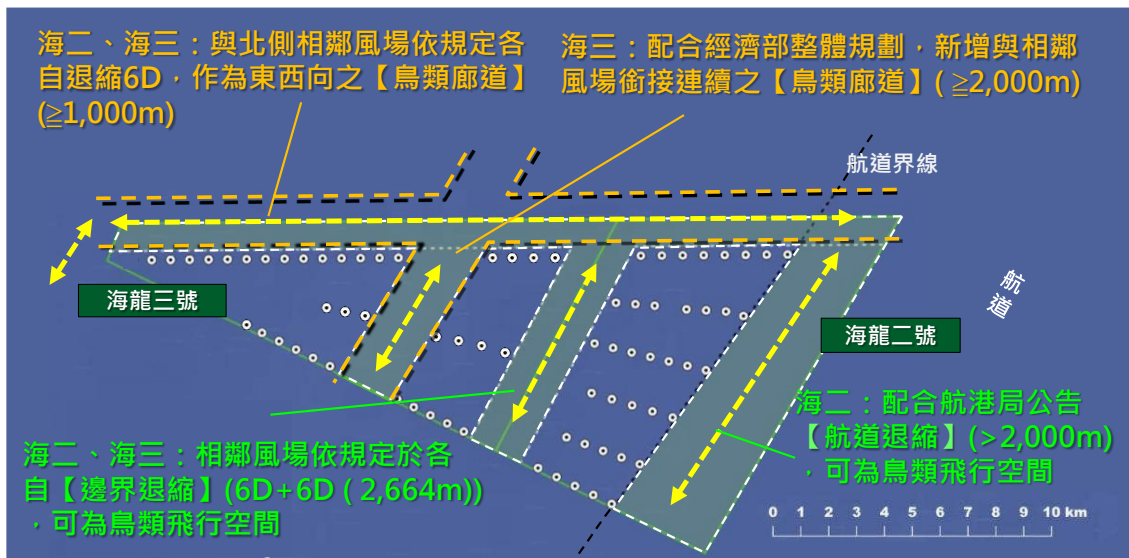 海二、海三：與北側相鄰風場依規定各
自退縮6D，作為東西向之【鳥類廊道】
(≧1,000m)
海三：配合經濟部整體規劃，新增與相鄰
風場銜接連續之【鳥類廊道】( ≧2,000m)
航道界線
航道
海龍三號
海龍二號
海二：配合航港局公告
【航道退縮】(>2,000m)
，可為鳥類飛行空間
海二、海三：相鄰風場依規定於各
自【邊界退縮】(6D+6D ( 2,664m))
，可為鳥類飛行空間
0 1 2 3 4 5 6 7 8 9 10 km